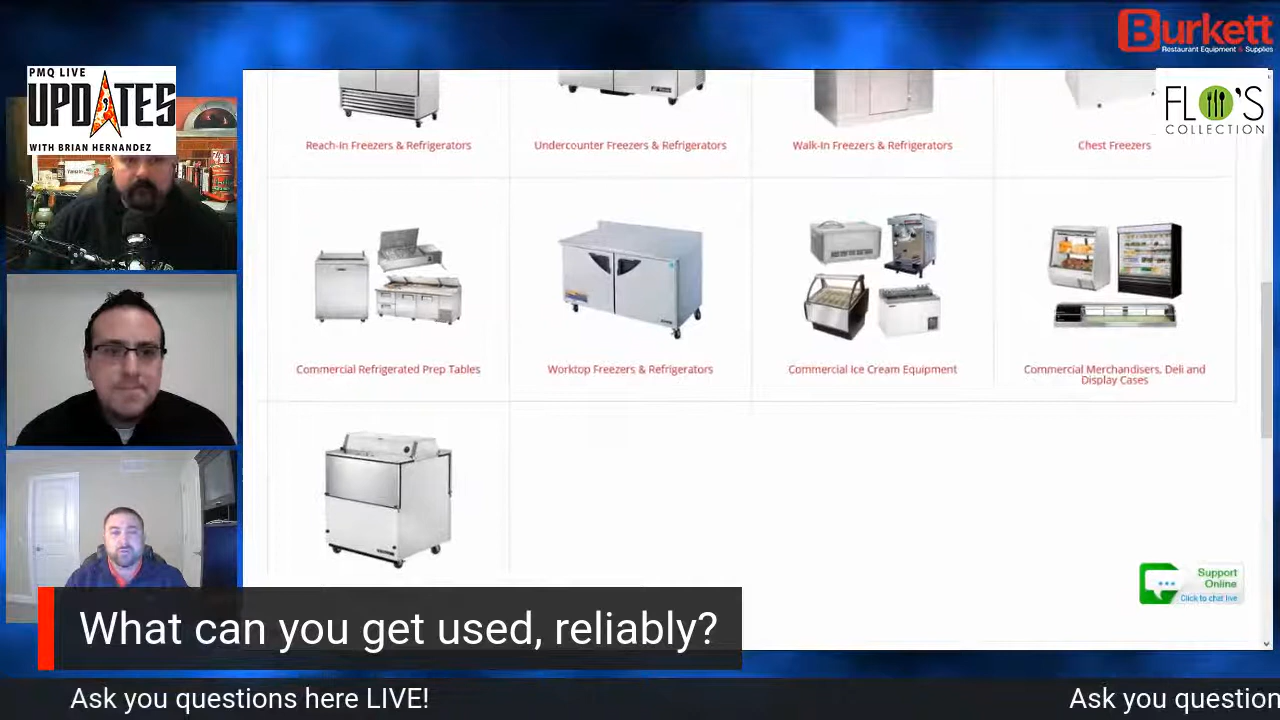 Burkett
Restaurant Equipment & Supplies
PMQ LIVE
UPDATES
WITH BRIAN HERNANDEZ
FLO'S
COLLECTION
Reach-In Freezers & Refrigerators
Undercounter Freezers & Refrigerators
Walk-In Freezers & Refrigerators
Chest Freezers
Commercial Refrigerated Prep Tables
Worktop Freezers & Refrigerators
Commercial Ice Cream Equipment
Commercial Merchandisers, Deli and
Display Cases
Support
Online
Click to chat live
What can you get used, reliably?
Ask you questions here LIVE!
Ask you question